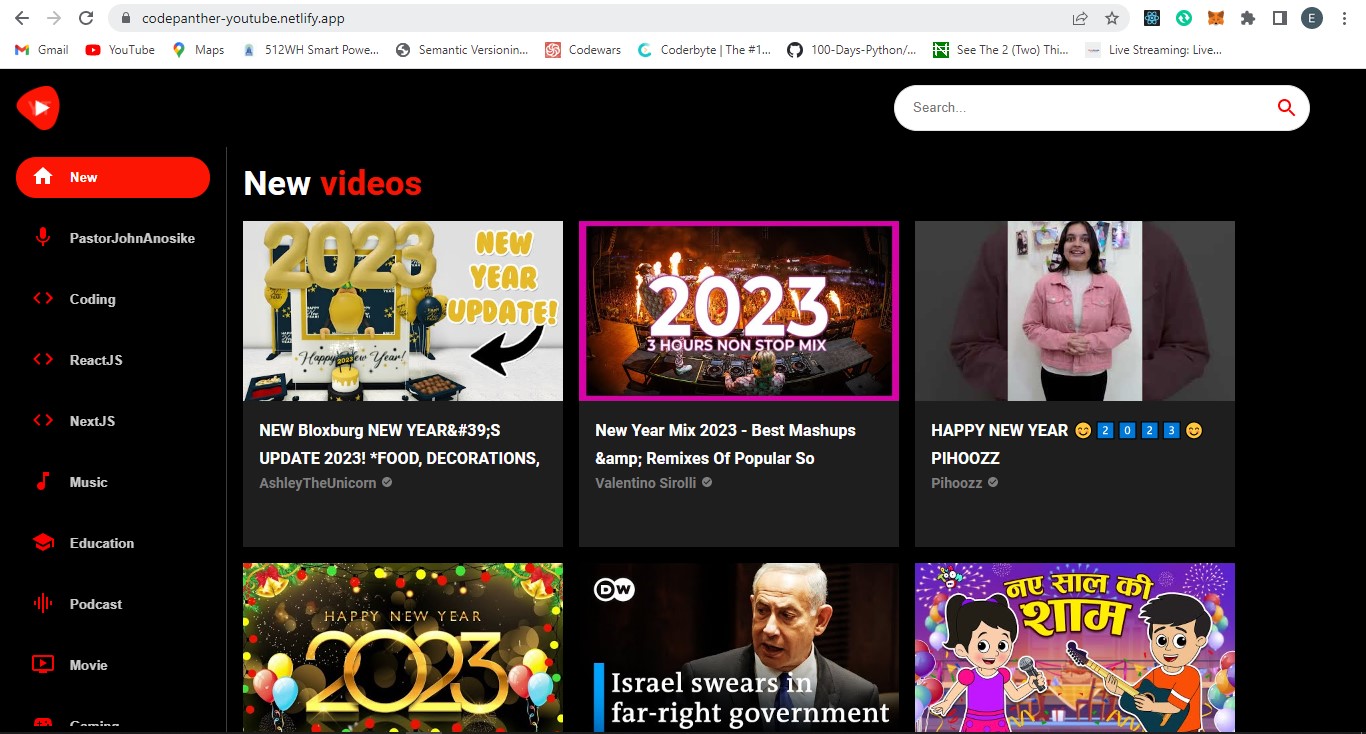 codepanther-youtube.netlify.app
E
Gmail
YouTube
Maps
512WH Smart Powe...
Semantic Versionin...
Codewars
Coderbyte | The #1...
100-Days-Python/...
See The 2 (Two) Thi...
Live Streaming: Live...
Search...
New
PastorJohnAnosike
Coding
ReactJS
NextJS
Music
Education
Podcast
Movie
Gaming
New videos
2023
NEW
YEAR
UPDATE!
Happy New Year!
NEW Bloxburg NEW YEAR&#39;S
UPDATE 2023! *FOOD, DECORATIONS,
AshleyTheUnicorn
2023
3 HOURS NON STOP MIX
New Year Mix 2023 - Best Mashups
&amp; Remixes Of Popular So
Valentino Sirolli
HAPPY NEW YEAR 😊 2 0 2 3 😊
PIHOOZZ
Pihoozz
HAPPY NEW YEAR
2023
DW
Israel swears in
far-right government
नए साल की
शाम